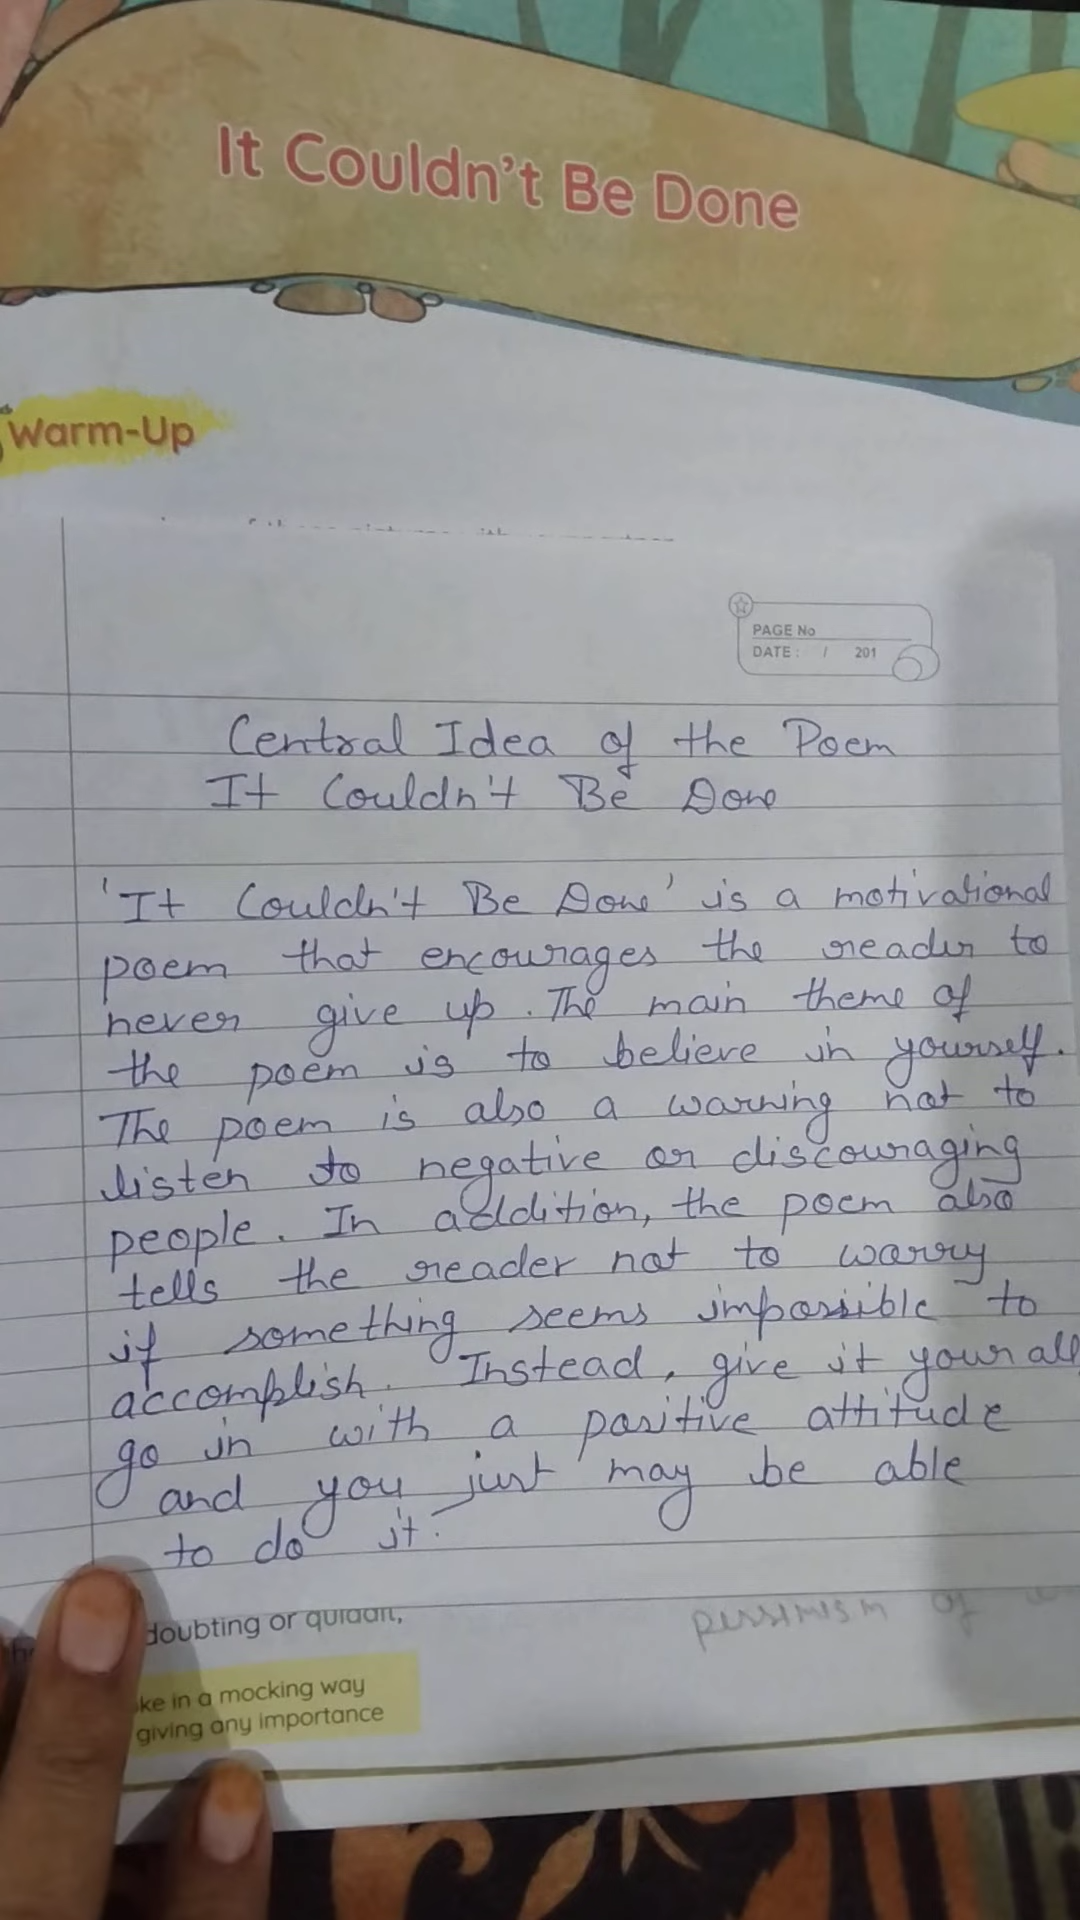 It Couldn't Be Done
Warm-Up
PAGE No
DATE: / 201
Central Idea of the Poem
It Couldn't Be Done
'It Couldn't Be Done' is a motivational
poem that encourages the reader to
never give up. The main theme of
the poem is to believe in yourself.
The poem is also a warning not to
listen to negative or discouraging
people. In addition, the poem also
tells the reader not to warry
if something seems impossible to
accomplish. Instead, give it your all
go in with a positive attitude
and you just may be able
to do it.
doubting or
pessimism of
ke in a mocking way
giving any importance